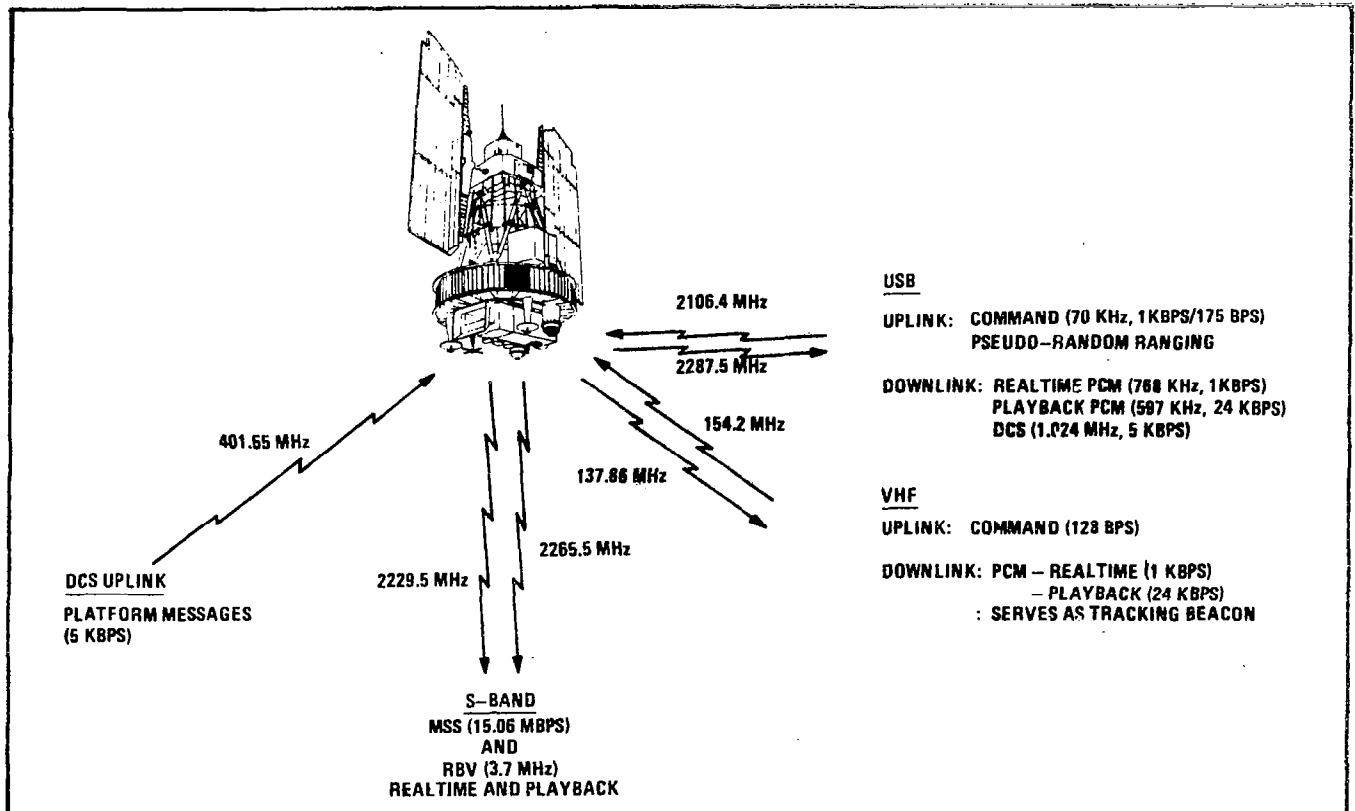 2106.4 MHz
2287.5 MHz
USB
UPLINK: COMMAND (70 KHz, 1KBPS/175 BPS)
PSEUDO-RANDOM RANGING
DOWNLINK: REALTIME PCM (768 KHz, 1KBPS)
PLAYBACK PCM (597 KHz, 24 KBPS)
DCS (1.024 MHz, 5 KBPS)
154.2 MHz
137.86 MHz
VHF
UPLINK: COMMAND (128 BPS)
DOWNLINK: PCM – REALTIME (1 KBPS)
– PLAYBACK (24 KBPS)
: SERVES AS TRACKING BEACON
401.55 MHz
DCS UPLINK
PLATFORM MESSAGES
(5 KBPS)
2229.5 MHz
2265.5 MHz
S–BAND
MSS (15.06 MBPS)
AND
RBV (3.7 MHz)
REALTIME AND PLAYBACK